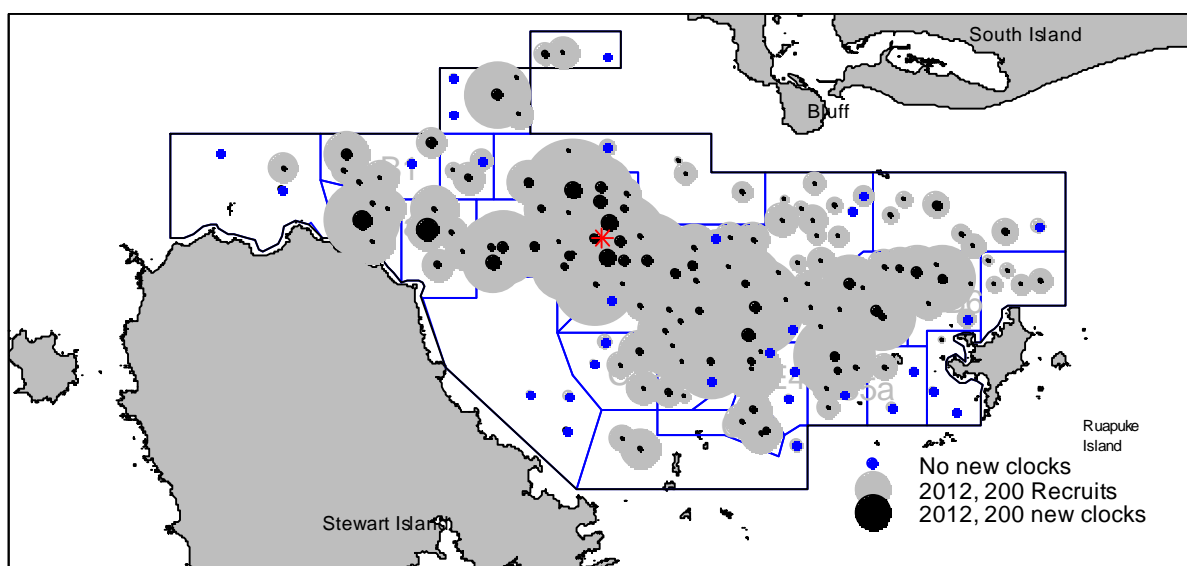 South Island
Bluff
Ruapuke
Island
No new clocks
2012, 200 Recruits
2012, 200 new clocks
Stewart Island